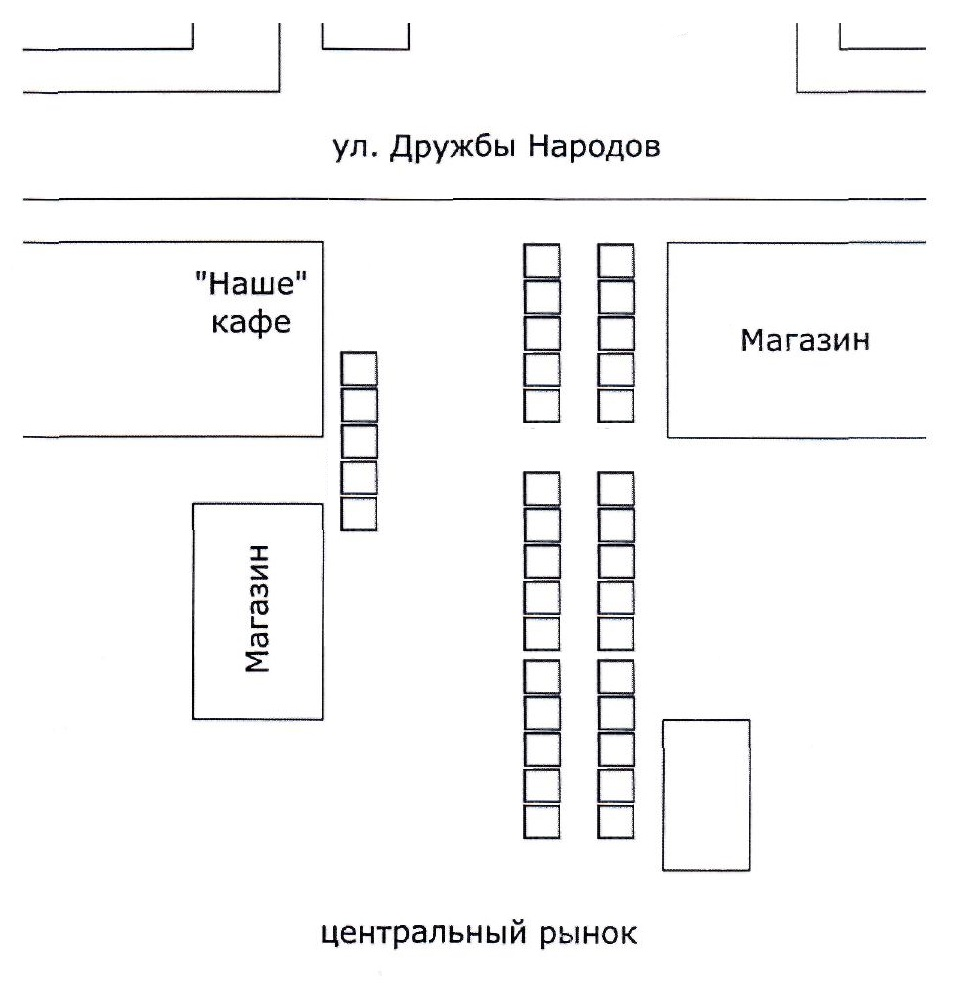 ул. Дружбы Народов
"Наше"
кафе
Магазин
Магазин
центральный рынок